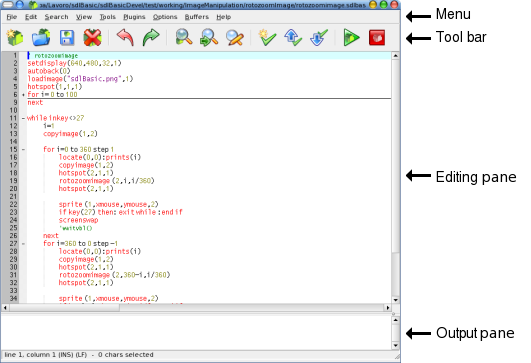 /Lavoro/sdlBasic/sdlBasicDevel/test/working/ImageManipulation/rotozoomImage/rotozoomimage.sdlbas
File Edit Search View Tools Plugins Options Buffers Help
Menu
Tool bar
1 ' rotozoomimage
2 setdisplay(640,480,32,1)
3 autoback(0)
4 loadimage("sdlBasic.png",1)
5 hotspot(1,1,1)
6 + for i= 0 to 100
9 next
10
11 - while inkey<>27
12 i=1
13 copyimage(1,2)
14
15 - for i=0 to 360 step 1
16 locate(0,0):prints(i)
17 copyimage(1,2)
18 hotspot(2,1,1)
19 rotozoomimage (2,i,i/360)
20 hotspot(2,1,1)
21
22 sprite (1,xmouse,ymouse,2)
23 if key(27) then: exit while : end if
24 screenswap
25 'waitvbl()
26 next
27 - for i=360 to 0 step -1
28 locate(0,0):prints(i)
29 copyimage(1,2)
30 hotspot(2,1,1)
31 rotozoomimage (2,360-i,i/360)
32 hotspot(2,1,1)
33
34 sprite (1,xmouse,ymouse,2)
Editing pane
Output pane
line 1, column 1 (INS) (LF) - 0 chars selected